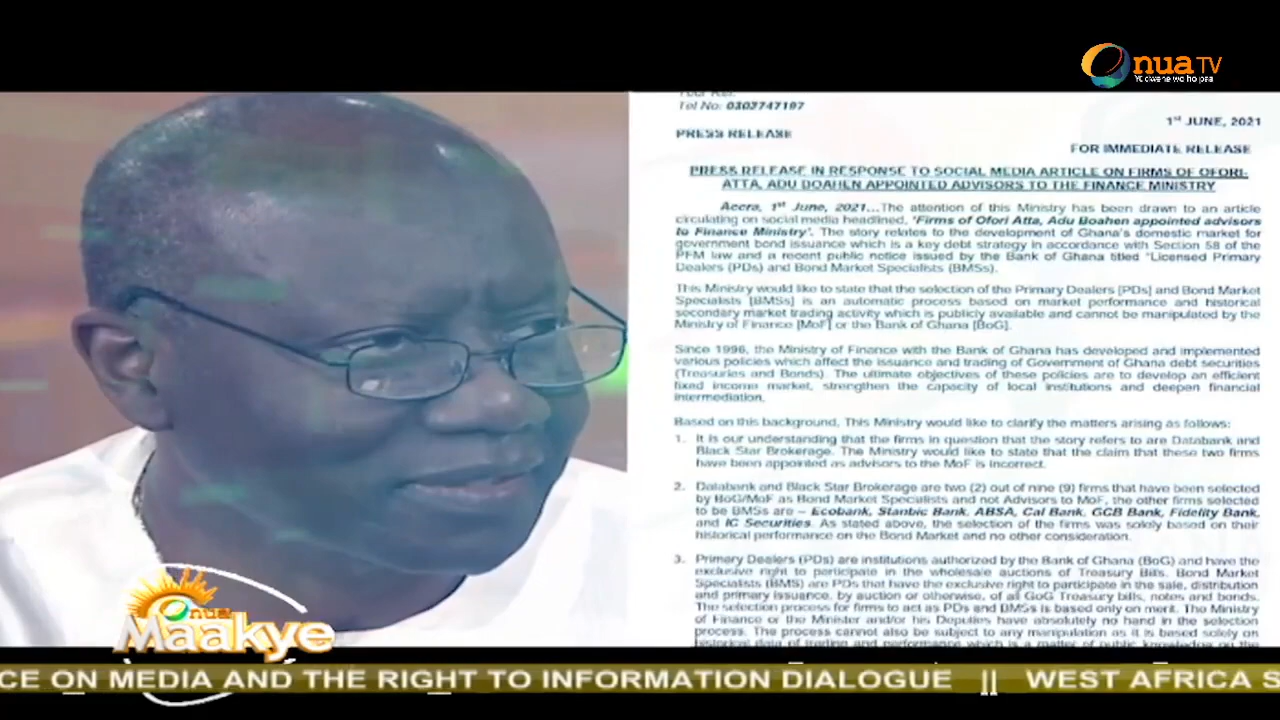 Onua TV
Yɛ dwene wo ho paa
Tel No: 0302747197
1st JUNE, 2021
PRESS RELEASE
FOR IMMEDIATE RELEASE
PRESS RELEASE IN RESPONSE TO SOCIAL MEDIA ARTICLE ON FIRMS OF OFORI-
ATTA, ADU BOAHEN APPOINTED ADVISORS TO THE FINANCE MINISTRY
Accra, 1st June, 2021...The attention of this Ministry has been drawn to an article
circulating on social media headlined, 'Firms of Ofori Atta, Adu Boahen appointed advisors
to Finance Ministry'. The story relates to the development of Ghana's domestic market for
government bond issuance which is a key debt strategy in accordance with Section 58 of the
PFM law and a recent public notice issued by the Bank of Ghana titled "Licensed Primary
Dealers (PDs) and Bond Market Specialists (BMSs).
This Ministry would like to state that the selection of the Primary Dealers [PDs] and Bond Market
Specialists [BMSs] is an automatic process based on market performance and historical
secondary market trading activity which is publicly available and cannot be manipulated by the
Ministry of Finance [MoF] or the Bank of Ghana [BoG].
Since 1996, the Ministry of Finance with the Bank of Ghana has developed and implemented
various policies which affect the issuance and trading of Government of Ghana debt securities
(Treasuries and Bonds). The ultimate objectives of these policies are to develop an efficient
fixed income market, strengthen the capacity of local institutions and deepen financial
intermediation.
Based on this background, This Ministry would like to clarify the matters arising as follows:
1. It is our understanding that the firms in question that the story refers to are Databank and
Black Star Brokerage. The Ministry would like to state that the claim that these two firms
have been appointed as advisors to the MoF is incorrect.
2. Databank and Black Star Brokerage are two (2) out of nine (9) firms that have been selected
by BoG/MoF as Bond Market Specialists and not Advisors to MoF, the other firms selected
to be BMSs are – Ecobank, Stanbic Bank, ABSA, Cal Bank, GCB Bank, Fidelity Bank,
and IC Securities. As stated above, the selection of the firms was solely based on their
historical performance on the Bond Market and no other consideration.
3. Primary Dealers (PDs) are institutions authorized by the Bank of Ghana (BoG) and have the
exclusive right to participate in the wholesale auctions of Treasury Bills. Bond Market
Specialists (BMS) are PDs that have the exclusive right to participate in the sale, distribution
and primary issuance, by auction or otherwise, of all GoG Treasury bills, notes and bonds.
The selection process for firms to act as PDs and BMSs is based only on merit. The Ministry
of Finance or the Minister and/or his Deputies have absolutely no hand in the selection
process. The process cannot also be subject to any manipulation as it is based solely on
historical data of trading and performance which is a matter of public knowledge on the
Onua
Maakye
CE ON MEDIA AND THE RIGHT TO INFORMATION DIALOGUE || WEST AFRICA S